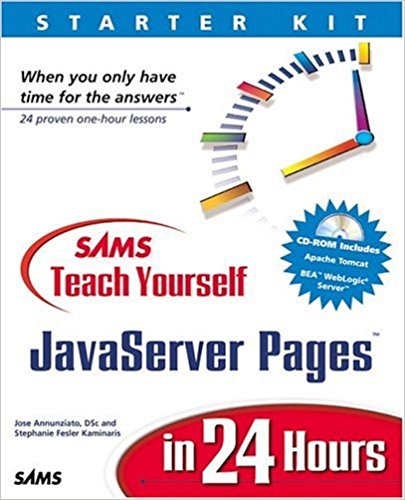 STARTER KIT
When you only have
time for the answers™
24 proven one-hour lessons
CD-ROM Includes
Apache Tomcat
BEA™ WebLogic
Server™
SAMS
Teach Yourself
JavaServer Pages™
Jose Annunziato, DSc and
Stephanie Fesler Kaminaris
in 24 Hours
SAMS